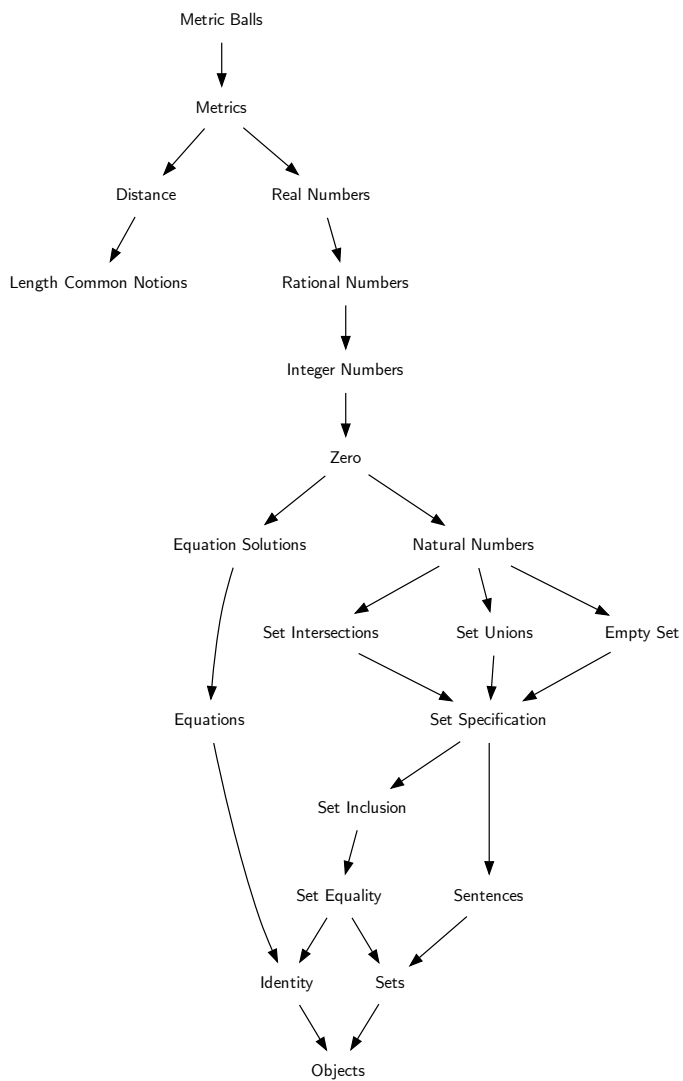 Metric Balls
Metrics
Distance
Real Numbers
Length Common Notions
Rational Numbers
Integer Numbers
Zero
Equation Solutions
Natural Numbers
Set Intersections
Set Unions
Empty Set
Equations
Set Specification
Set Inclusion
Set Equality
Sentences
Identity
Sets
Objects